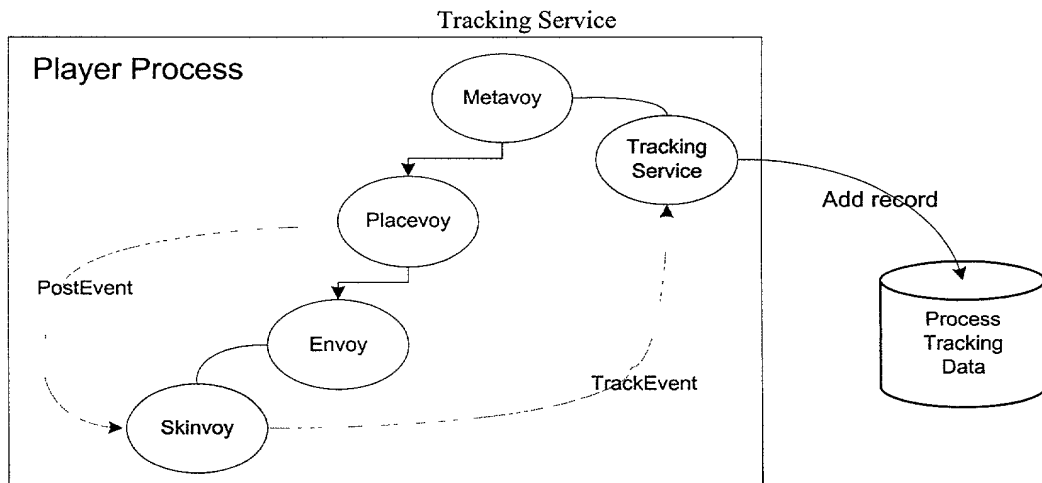 Tracking Service
Player Process
Metavoy
Tracking
Service
Placevoy
Add record
PostEvent
Envoy
Process
Tracking
Data
TrackEvent
Skinvoy